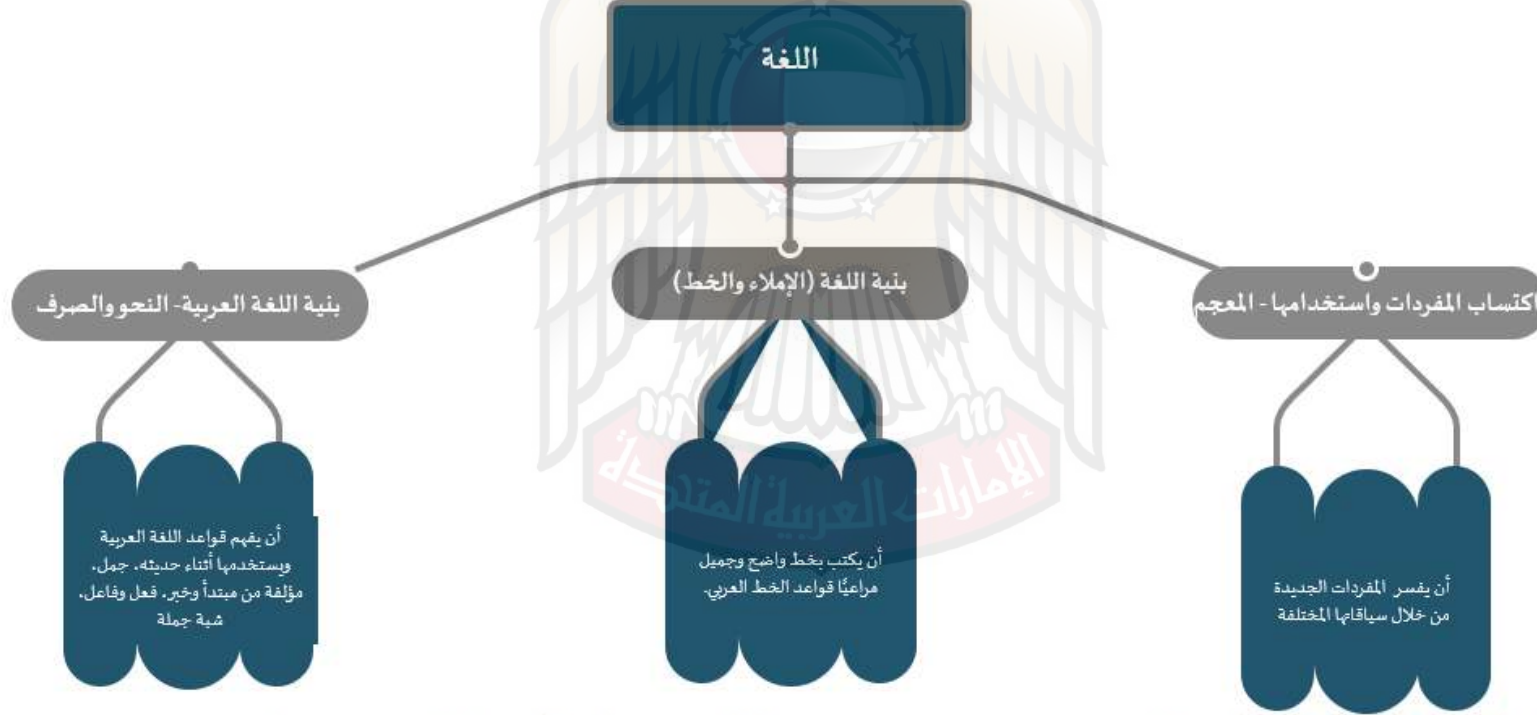 اللغة
اكتساب المفردات واستخدامها - المعجم
بنية اللغة (الإملاء والخط)
بنية اللغة العربية- النحو والصرف
أن يفسر المفردات الجديدة
من خلال سياقاتها المختلفة
أن يكتب بخط واضح وجميل
مراعيًا قواعد الخط العربي.
أن يفهم قواعد اللغة العربية
ويستخدمها أثناء حديثه، جمل،
مؤلفة من مبتدأ وخبر، فعل وفاعل،
شبة جملة
الإمارات العربية المتحدة